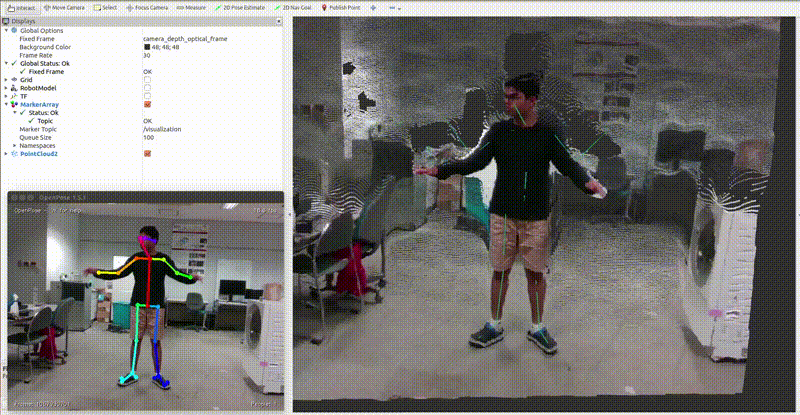 Interact Move Camera Select Focus Camera Measure 2D Pose Estimate 2D Nav Goal Publish Point
Displays
Global Options
Fixed Frame camera_depth_optical_frame
Background Color 48; 48; 48
Frame Rate 30
Global Status: Ok
Fixed Frame OK
Grid
RobotModel
TF
MarkerArray
Status: Ok
Topic OK
Marker Topic /visualization
Queue Size 100
Namespaces
PointCloud2
OpenPose 1.5.1
OpenPose - for help